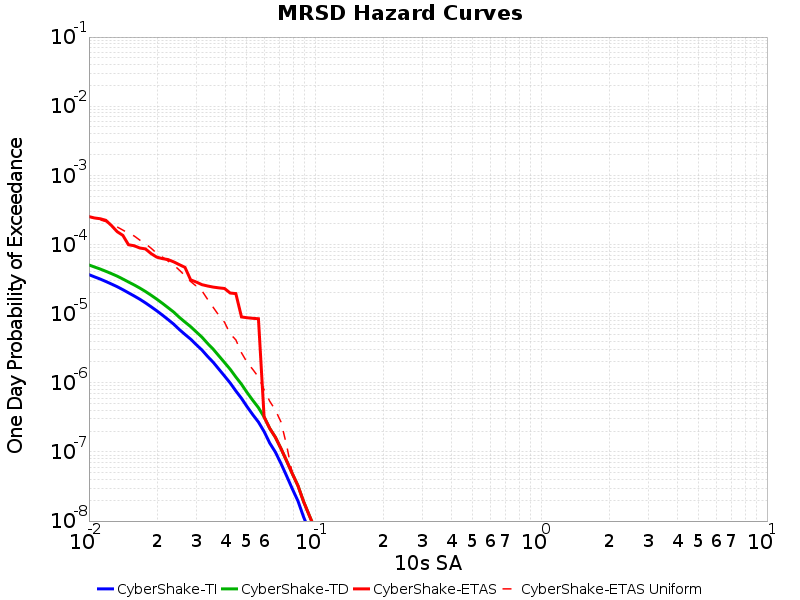 MRSD Hazard Curves
One Day Probability of Exceedance
10^-1
10^-2
10^-3
10^-4
10^-5
10^-6
10^-7
10^-8
10^-2 2 3 4 5 6 10^-1 2 3 4 5 6 7 10^0 2 3 4 5 6 7 10^1
10s SA
CyberShake-TI CyberShake-TD CyberShake-ETAS CyberShake-ETAS Uniform